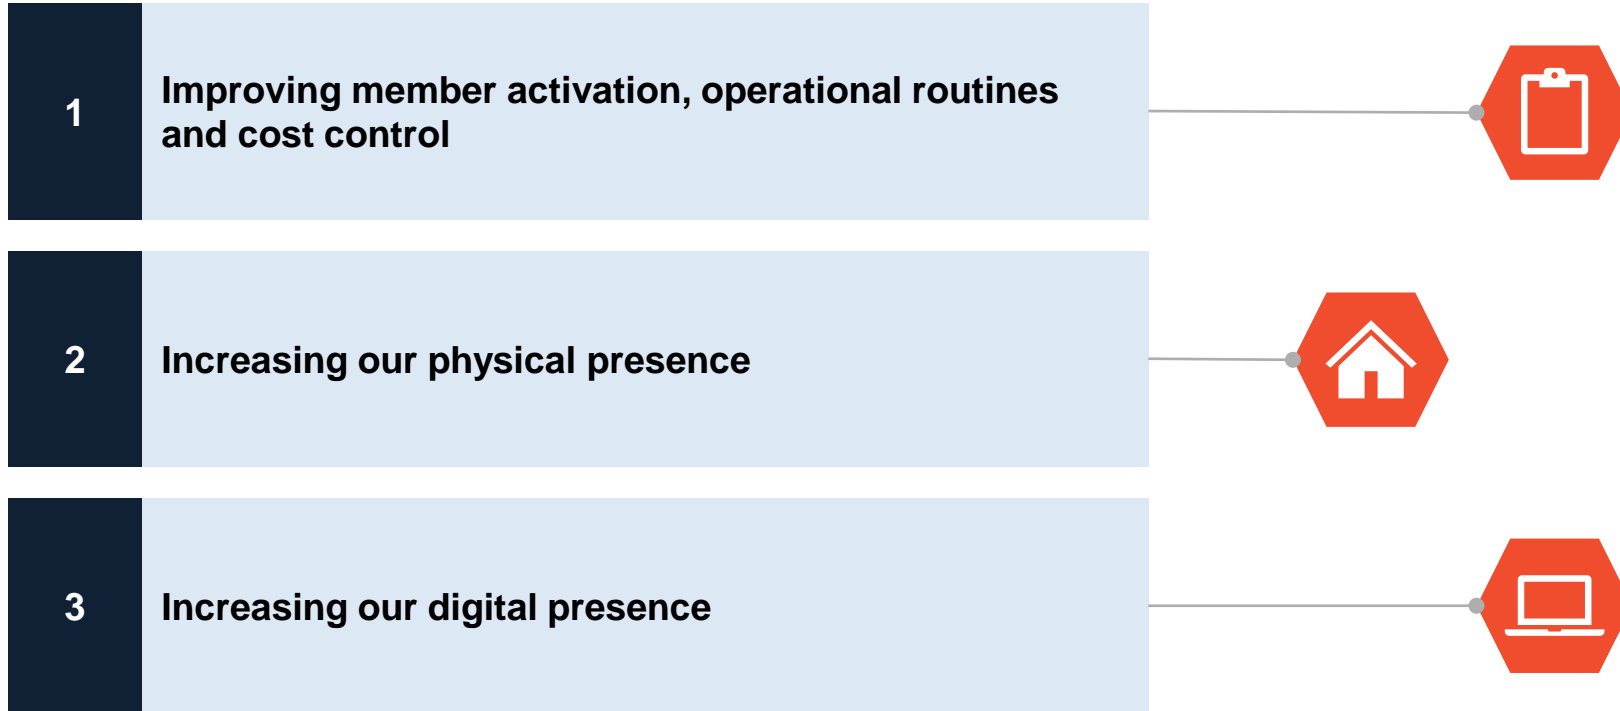 1
Improving member activation, operational routines
and cost control
2
Increasing our physical presence
3
Increasing our digital presence